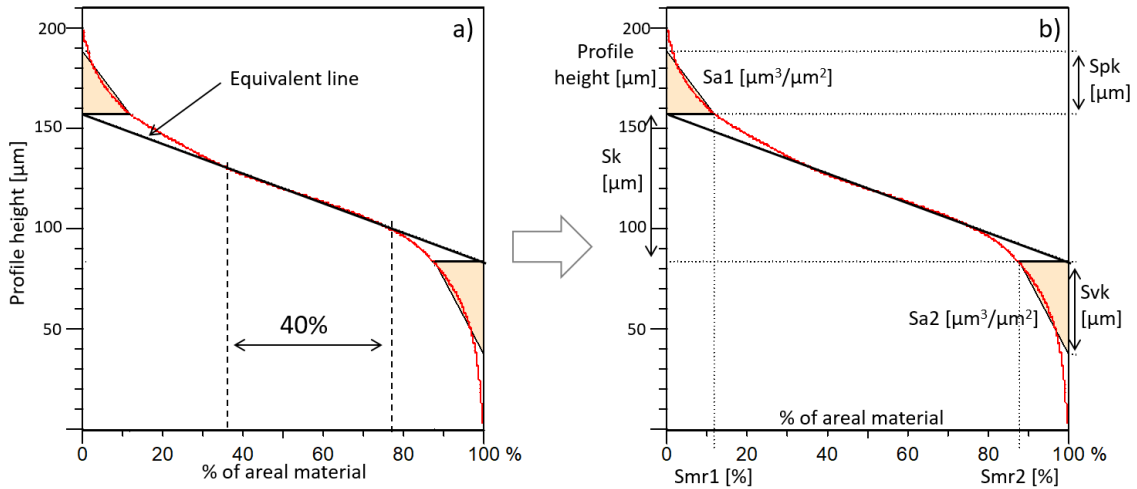 a)
200
150
100
50
Profile height [µm]
Equivalent line
40%
0
20
40
60
80
100 %
% of areal material
b)
200
150
100
50
Profile
height [µm]
Sa1 [µm³/µm²]
Spk
[µm]
Sk
[µm]
Svk
[µm]
Sa2 [µm³/µm²]
% of areal material
0
20
40
60
80
100 %
Smr1 [%]
Smr2 [%]